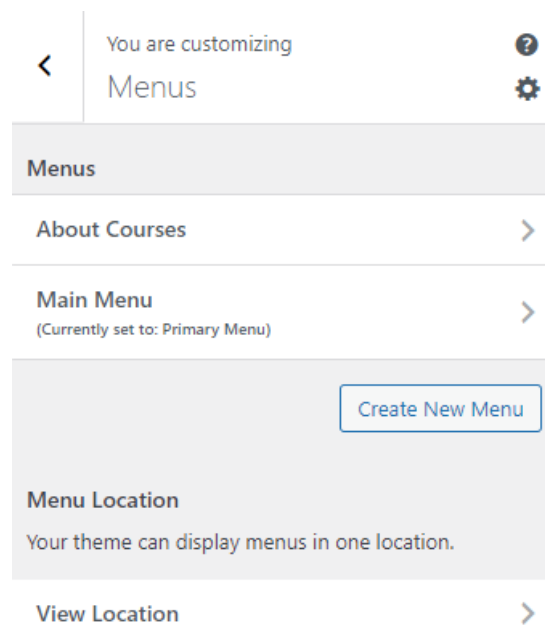 You are customizing
Menus
Menus
About Courses
Main Menu
(Currently set to: Primary Menu)
Create New Menu
Menu Location
Your theme can display menus in one location.
View Location